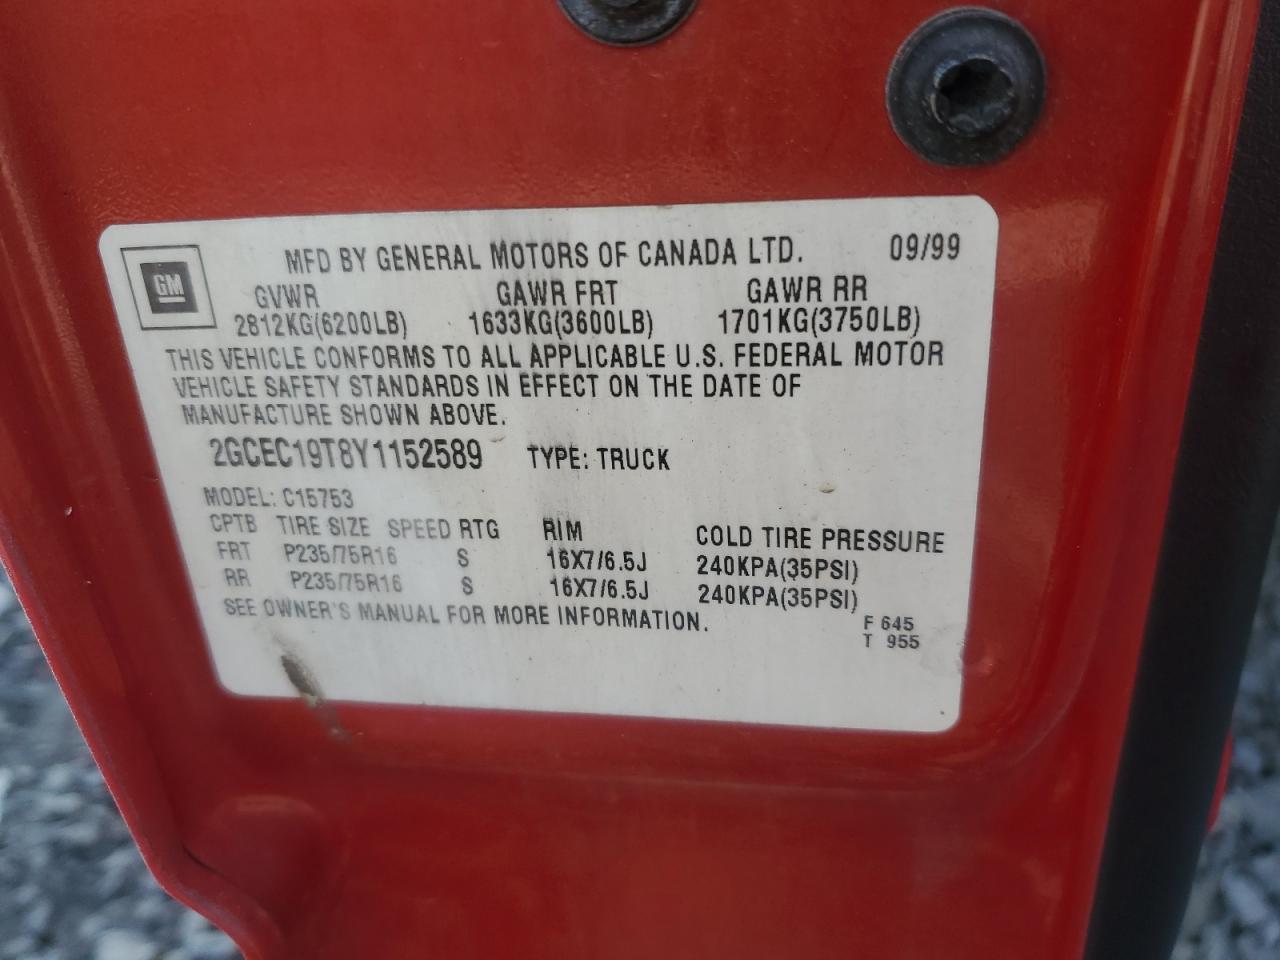 GM
MFD BY GENERAL MOTORS OF CANADA LTD. 09/99
GVWR GAWR FRT GAWR RR
2812KG(6200LB) 1633KG(3600LB) 1701KG(3750LB)
THIS VEHICLE CONFORMS TO ALL APPLICABLE U.S. FEDERAL MOTOR
VEHICLE SAFETY STANDARDS IN EFFECT ON THE DATE OF
MANUFACTURE SHOWN ABOVE.
2GCEC19T8Y1152589 TYPE: TRUCK
MODEL: C15753
CPTB TIRE SIZE SPEED RTG RIM COLD TIRE PRESSURE
FRT P235/75R16 S 16X7/6.5J 240KPA(35PSI)
RR P235/75R16 S 16X7/6.5J 240KPA(35PSI)
SEE OWNER'S MANUAL FOR MORE INFORMATION.
F 645
T 955